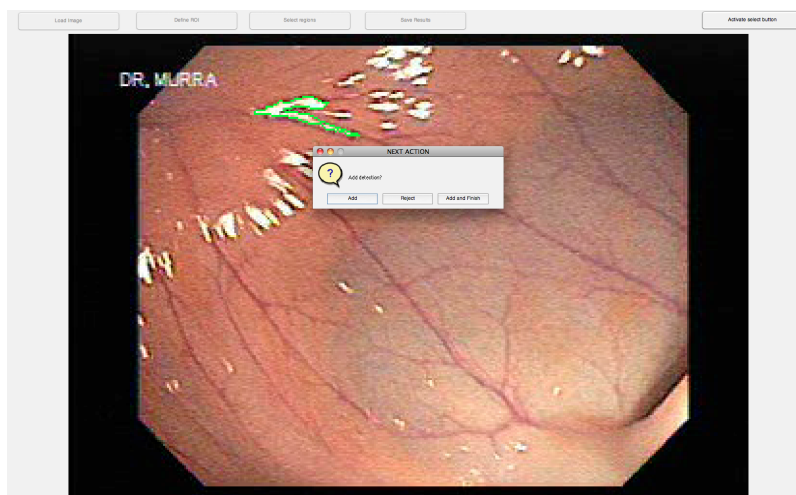 Load Image
Define ROI
Select regions
Save Results
Activate select button
DR, MURRA
NEXT ACTION
?
Add detection?
Add
Reject
Add and Finish